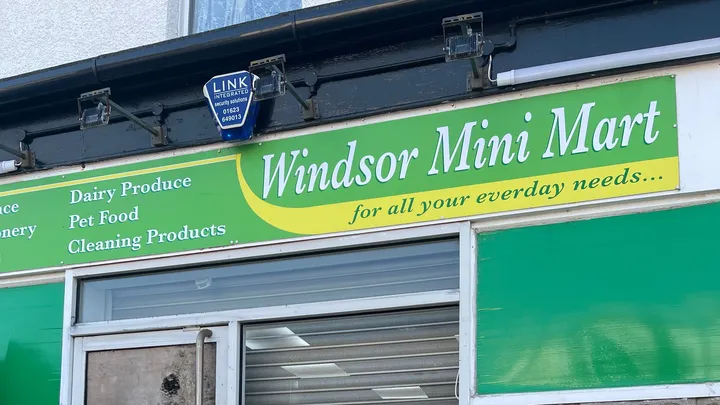 LINK
INTEGRATED
security solutions
01623
649013
Dairy Produce
Pet Food
Cleaning Products
Windsor Mini Mart
for all your everday needs...